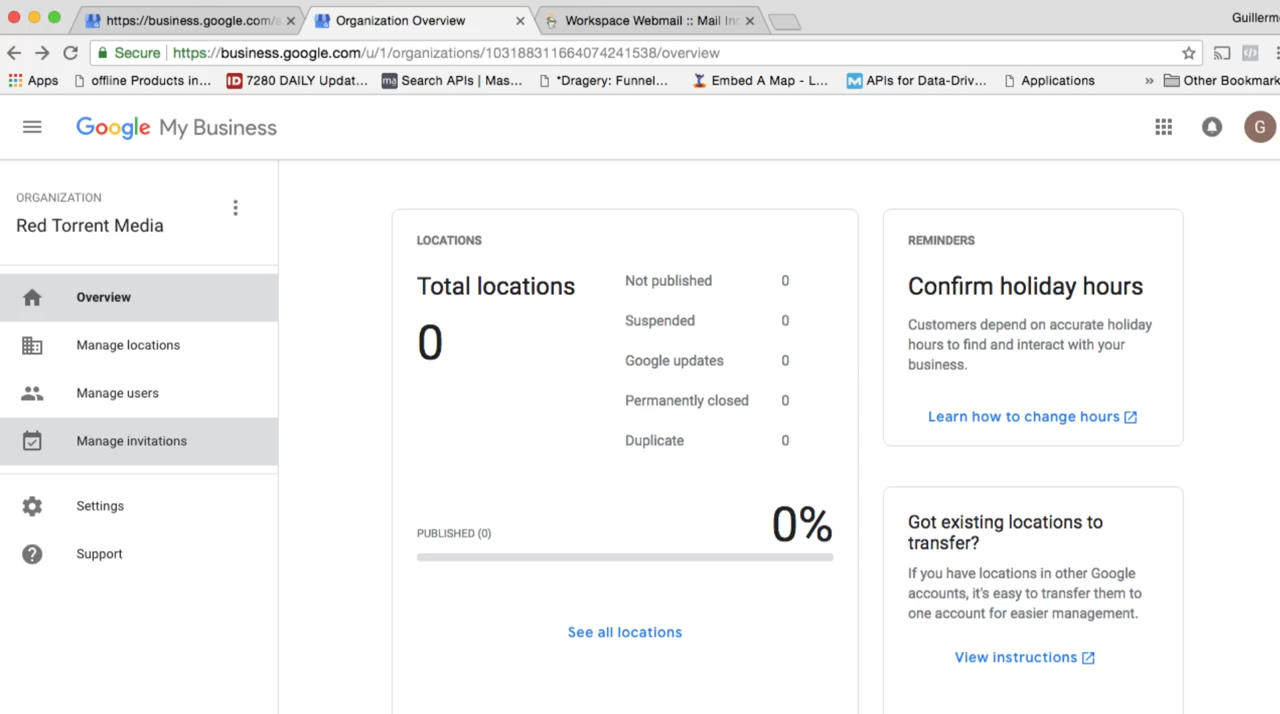 https://business.google.com/a
Organization Overview
Workspace Webmail :: Mail Inc
Guillerm
Secure
https://business.google.com/u/1/organizations/103188311664074241538/overview
Apps
offline Products in...
ID 7280 DAILY Updat...
ma Search APIs | Mas...
*Dragery: Funnel...
Embed A Map - L...
M APIs for Data-Driv...
Applications
» Other Bookmark
Google My Business
G
ORGANIZATION
Red Torrent Media
Overview
Manage locations
Manage users
Manage invitations
Settings
? Support
LOCATIONS
Total locations
0
Not published 0
Suspended 0
Google updates 0
Permanently closed 0
Duplicate 0
PUBLISHED (0)
0%
See all locations
REMINDERS
Confirm holiday hours
Customers depend on accurate holiday
hours to find and interact with your
business.
Learn how to change hours
Got existing locations to
transfer?
If you have locations in other Google
accounts, it's easy to transfer them to
one account for easier management.
View instructions